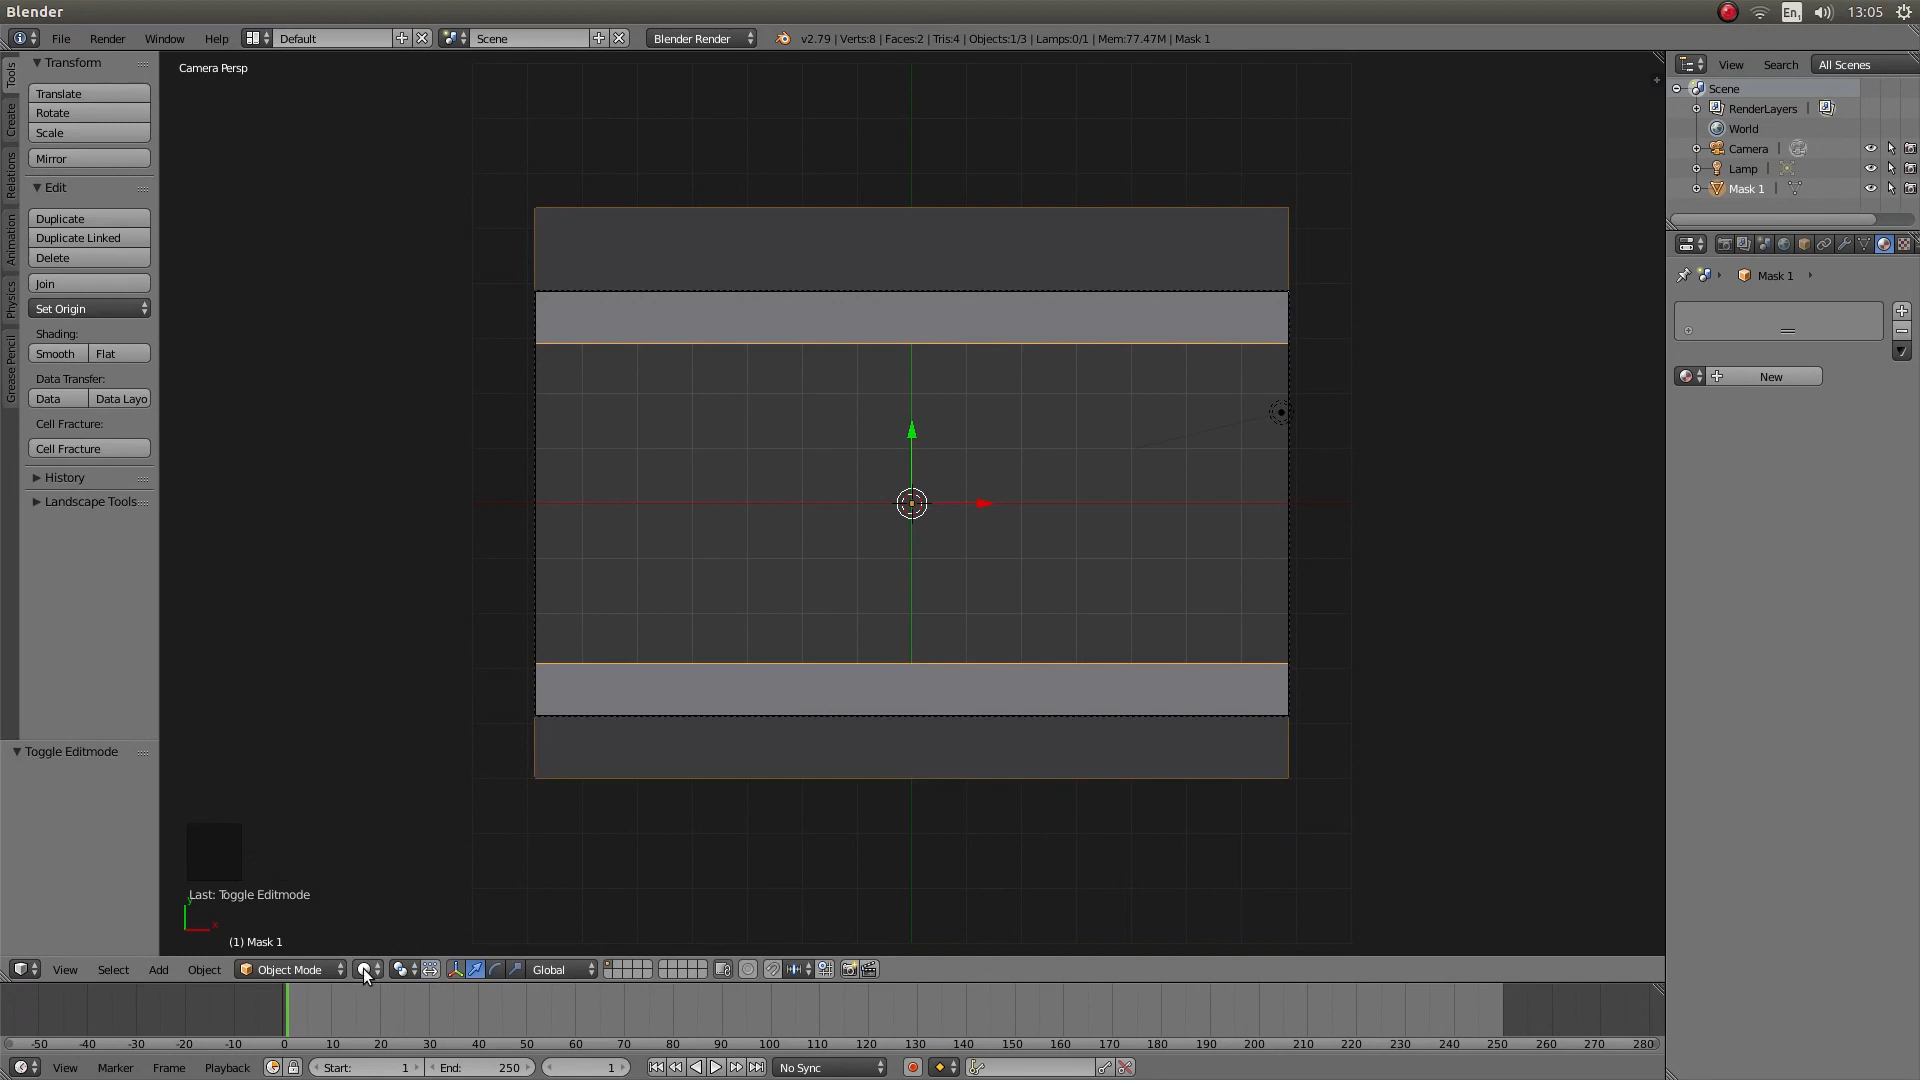 Blender
En1
13:05
File Render Window Help
Default
Scene
Blender Render
v2.79 | Verts:8 | Faces:2 | Tris:4 | Objects:1/3 | Lamps:0/1 | Mem:77.47M | Mask 1
Tools
Create
Relations
Animation
Physics
Grease Pencil
Transform
Translate
Rotate
Scale
Mirror
Edit
Duplicate
Duplicate Linked
Delete
Join
Set Origin
Shading:
Smooth Flat
Data Transfer:
Data Data Layo
Cell Fracture:
Cell Fracture
History
Landscape Tools
Toggle Editmode
Camera Persp
Last: Toggle Editmode
y
x
(1) Mask 1
View Search All Scenes
Scene
RenderLayers |
World
Camera |
Lamp |
Mask 1 |
Mask 1
New
View Select Add Object Object Mode Global
-50 -40 -30 -20 -10 0 10 20 30 40 50 60 70 80 90 100 110 120 130 140 150 160 170 180 190 200 210 220 230 240 250 260 270 280
View Marker Frame Playback Start: 1 End: 250 1 No Sync